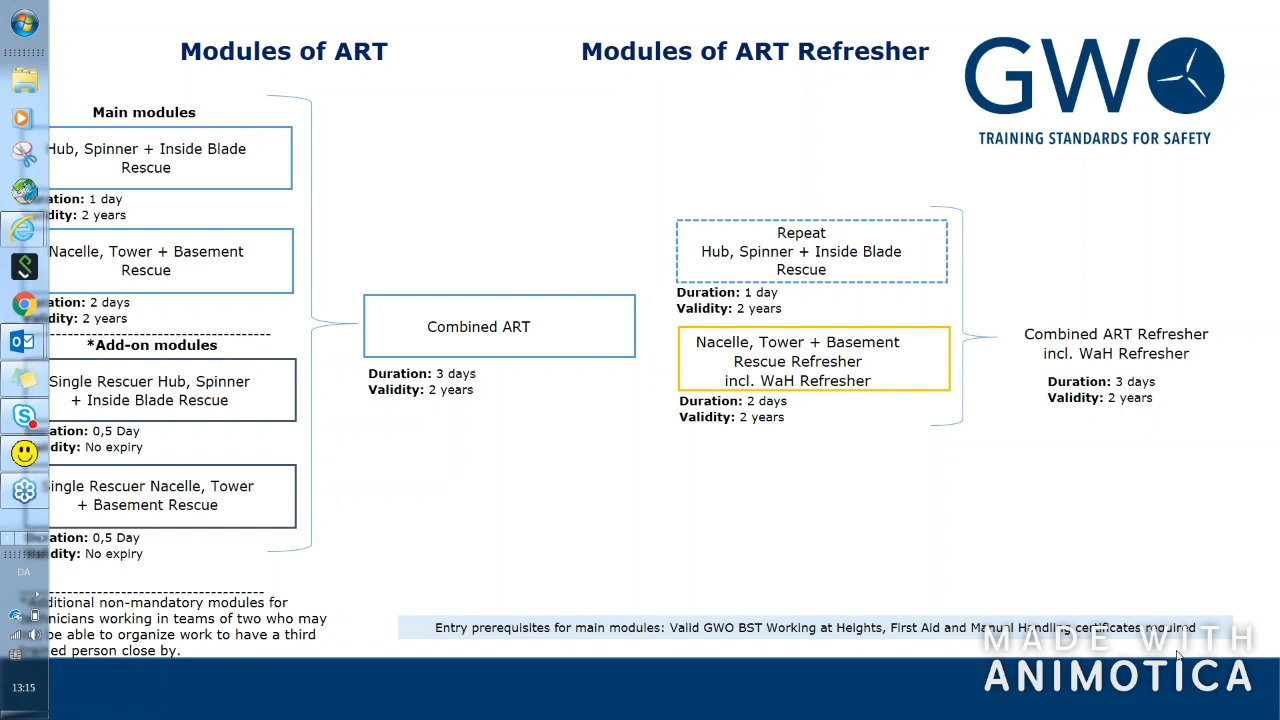 Modules of ART
Modules of ART Refresher
GWO
TRAINING STANDARDS FOR SAFETY
Main modules
Hub, Spinner + Inside Blade
Rescue
ation: 1 day
dity: 2 years
Nacelle, Tower + Basement
Rescue
ation: 2 days
dity: 2 years
*Add-on modules
Single Rescuer Hub, Spinner
+ Inside Blade Rescue
ation: 0,5 Day
dity: No expiry
Single Rescuer Nacelle, Tower
+ Basement Rescue
ation: 0,5 Day
dity: No expiry
ditional non-mandatory modules for
nicians working in teams of two who may
be able to organize work to have a third
ed person close by.
Combined ART
Duration: 3 days
Validity: 2 years
Repeat
Hub, Spinner + Inside Blade
Rescue
Duration: 1 day
Validity: 2 years
Nacelle, Tower + Basement
Rescue Refresher
incl. WaH Refresher
Duration: 2 days
Validity: 2 years
Combined ART Refresher
incl. WaH Refresher
Duration: 3 days
Validity: 2 years
Entry prerequisites for main modules: Valid GWO BST Working at Heights, First Aid and Manual Handling certificates required
MADE WITH
ANIMOTICA
DA
13:15